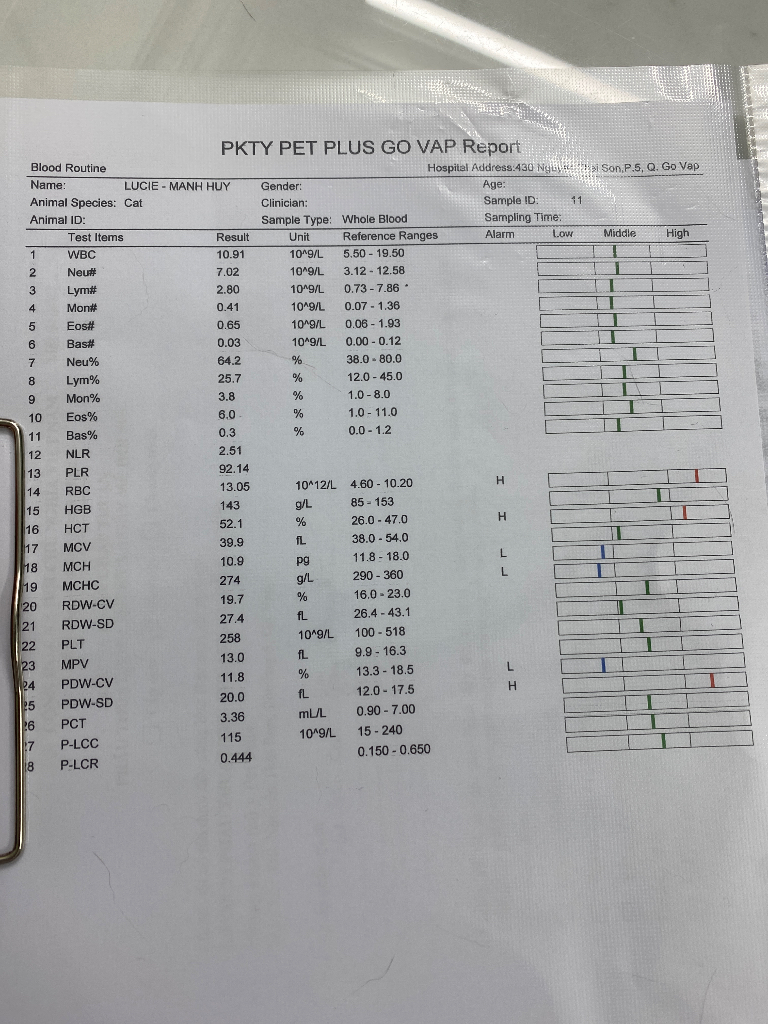 PKTY PET PLUS GO VAP Report
Blood Routine Hospital Address:430 Son,P.5, Q. Go Vap
Name: LUCIE - MANH HUY Gender: Age:
Animal Species: Cat Clinician: Sample ID: 11
Animal ID: Sample Type: Whole Blood Sampling Time:
Test Items Result Unit Reference Ranges Alarm Low Middle High
1 WBC 10.91 10^9/L 5.50 - 19.50
2 Neu# 7.02 10^9/L 3.12 - 12.58
3 Lym# 2.80 10^9/L 0.73 - 7.86 *
4 Mon# 0.41 10^9/L 0.07 - 1.36
5 Eos# 0.65 10^9/L 0.06 - 1.93
6 Bas# 0.03 10^9/L 0.00 - 0.12
7 Neu% 64.2 % 38.0 - 80.0
8 Lym% 25.7 % 12.0 - 45.0
9 Mon% 3.8 % 1.0 - 8.0
10 Eos% 6.0 % 1.0 - 11.0
11 Bas% 0.3 % 0.0 - 1.2
12 NLR 2.51
13 PLR 92.14
14 RBC 13.05 10^12/L 4.60 - 10.20 H
15 HGB 143 g/L 85 - 153
16 HCT 52.1 % 26.0 - 47.0 H
17 MCV 39.9 fL 38.0 - 54.0
18 MCH 10.9 pg 11.8 - 18.0 L
19 MCHC 274 g/L 290 - 360 L
20 RDW-CV 19.7 % 16.0 - 23.0
21 RDW-SD 27.4 fL 26.4 - 43.1
22 PLT 258 10^9/L 100 - 518
23 MPV 13.0 fL 9.9 - 16.3
24 PDW-CV 11.8 % 13.3 - 18.5 L
5 PDW-SD 20.0 fL 12.0 - 17.5 H
6 PCT 3.36 mL/L 0.90 - 7.00
7 P-LCC 115 10^9/L 15 - 240
8 P-LCR 0.444 0.150 - 0.650